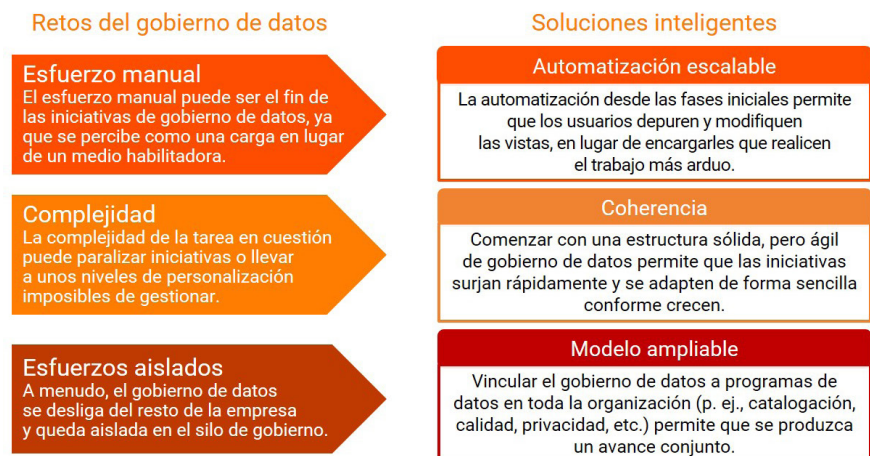 Retos del gobierno de datos
Soluciones inteligentes
Esfuerzo manual
El esfuerzo manual puede ser el fin de
las iniciativas de gobierno de datos, ya
que se percibe como una carga en lugar
de un medio habilitadora.
Automatización escalable
La automatización desde las fases iniciales permite
que los usuarios depuren y modifiquen
las vistas, en lugar de encargarles que realicen
el trabajo más arduo.
Complejidad
La complejidad de la tarea en cuestión
puede paralizar iniciativas o llevar
a unos niveles de personalización
imposibles de gestionar.
Coherencia
Comenzar con una estructura sólida, pero ágil
de gobierno de datos permite que las iniciativas
surjan rápidamente y se adapten de forma sencilla
conforme crecen.
Esfuerzos aislados
A menudo, el gobierno de datos
se desliga del resto de la empresa
y queda aislada en el silo de gobierno.
Modelo ampliable
Vincular el gobierno de datos a programas de
datos en toda la organización (p. ej., catalogación,
calidad, privacidad, etc.) permite que se produzca
un avance conjunto.